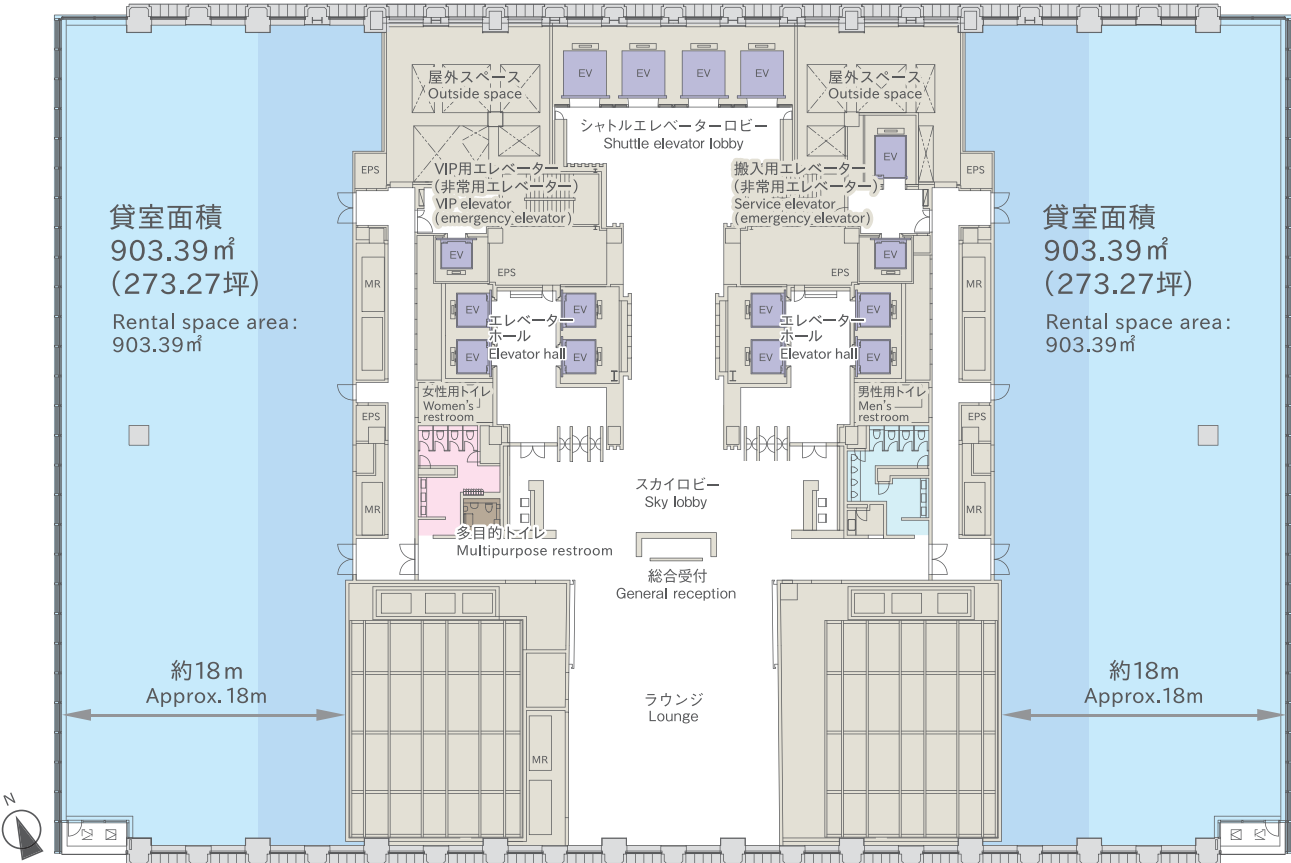 EV
EV
EV
EV
屋外スペース
Outside space
屋外スペース
Outside space
シャトルエレベーターロビー
Shuttle elevator lobby
EV
EPS
VIP用エレベーター
(非常用エレベーター)
VIP elevator
(emergency elevator)
搬入用エレベーター
(非常用エレベーター)
Service elevator
(emergency elevator)
EPS
貸室面積
903.39㎡
(273.27坪)
Rental space area:
903.39㎡
貸室面積
903.39㎡
(273.27坪)
Rental space area:
903.39㎡
EV
EPS
EPS
EV
MR
MR
EV
EV
エレベーター
ホール
Elevator hall
EV
EV
EV
EV
エレベーター
ホール
Elevator hall
EV
EV
女性用トイレ
Women's
restroom
男性用トイレ
Men's
restroom
EPS
EPS
MR
MR
スカイロビー
Sky lobby
多目的トイレ
Multipurpose restroom
総合受付
General reception
約18m
Approx.18m
約18m
Approx.18m
ラウンジ
Lounge
MR
N